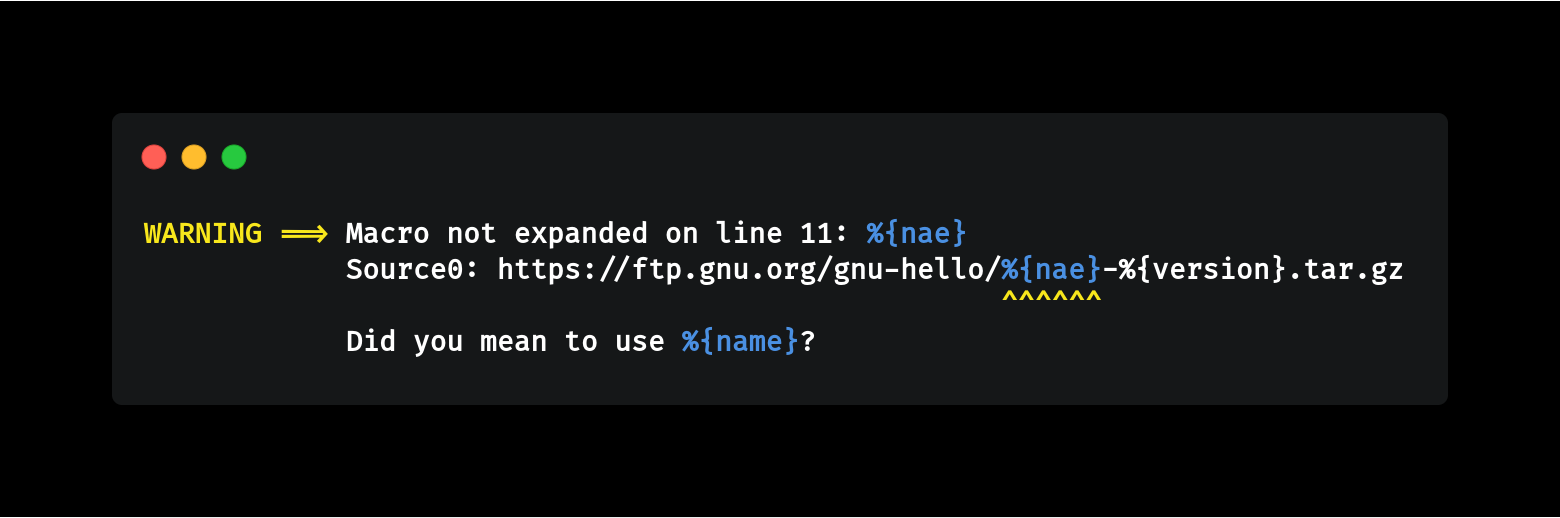 WARNING ==> Macro not expanded on line 11: %{nae}
Source0: https://ftp.gnu.org/gnu-hello/%{nae}-%{version}.tar.gz
^^^^^^
Did you mean to use %{name}?